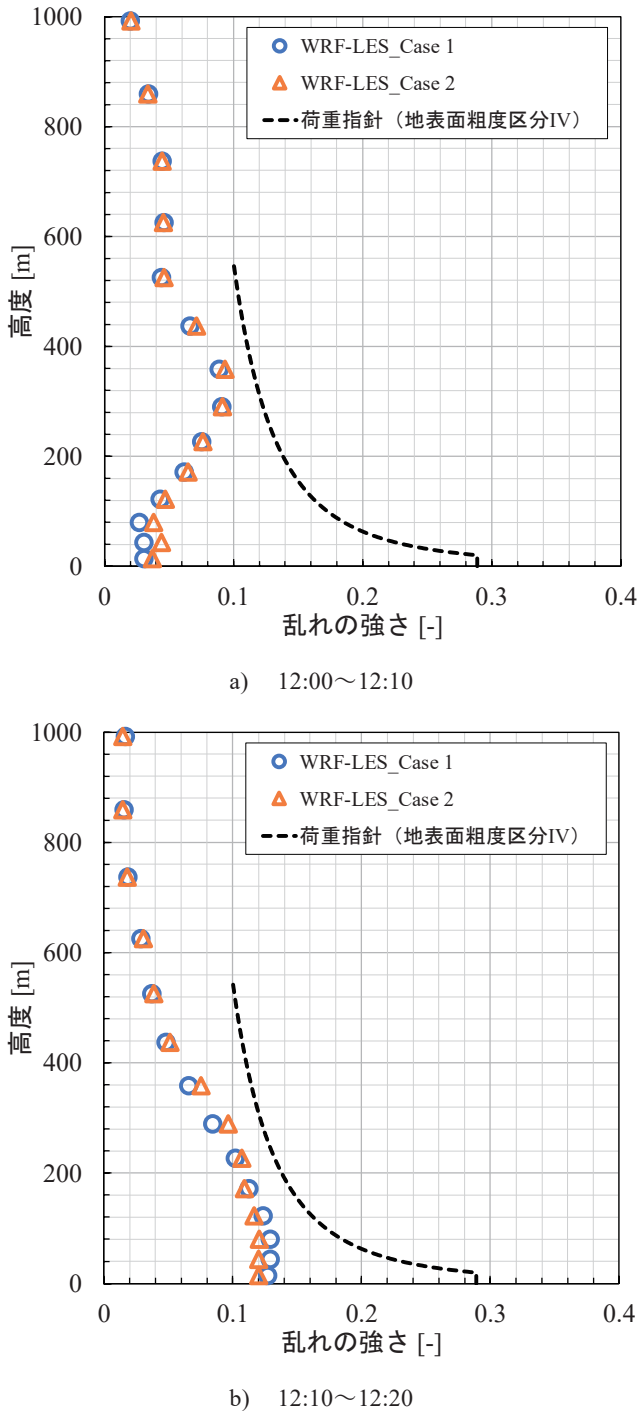 1000
800
600
400
200
0
高度 [m]
WRF-LES_Case 1
WRF-LES_Case 2
荷重指針（地表面粗度区分IV）
0 0.1 0.2 0.3 0.4
乱れの強さ [-]
a) 12:00～12:10
1000
800
600
400
200
0
高度 [m]
WRF-LES_Case 1
WRF-LES_Case 2
荷重指針（地表面粗度区分IV）
0 0.1 0.2 0.3 0.4
乱れの強さ [-]
b) 12:10～12:20